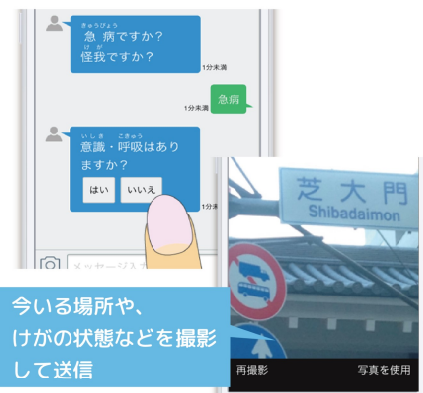 きゅうびょう
急病ですか?
けが
怪我ですか?
1分未満
急病
1分未満
いしき こきゅう
意識・呼吸はあり
ますか?
はい いいえ
1分未
メッセージ入
芝大門
Shibadaimon
今いる場所や、
けがの状態などを撮影
して送信
再撮影 写真を使用